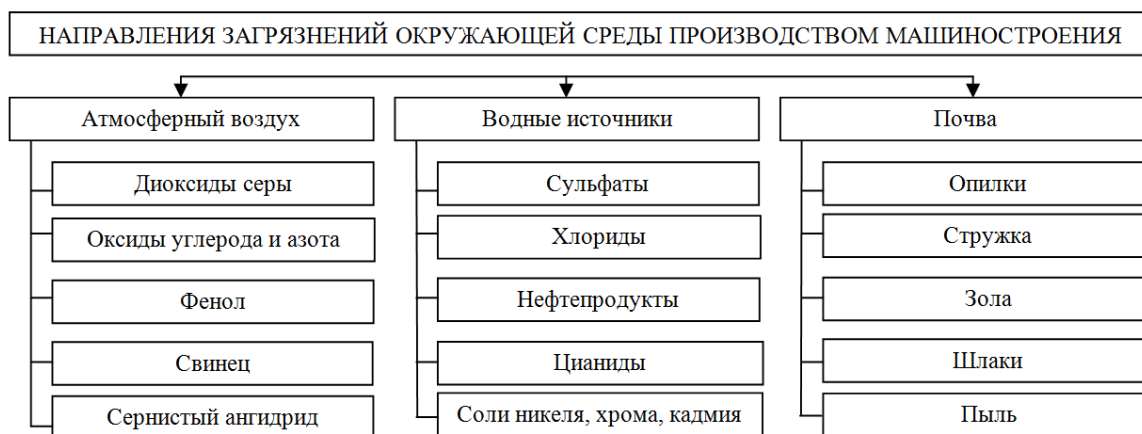 НАПРАВЛЕНИЯ ЗАГРЯЗНЕНИЙ ОКРУЖАЮЩЕЙ СРЕДЫ ПРОИЗВОДСТВОМ МАШИНОСТРОЕНИЯ
Атмосферный воздух
Диоксиды серы
Оксиды углерода и азота
Фенол
Свинец
Сернистый ангидрид
Водные источники
Сульфаты
Хлориды
Нефтепродукты
Цианиды
Соли никеля, хрома, кадмия
Почва
Опилки
Стружка
Зола
Шлаки
Пыль